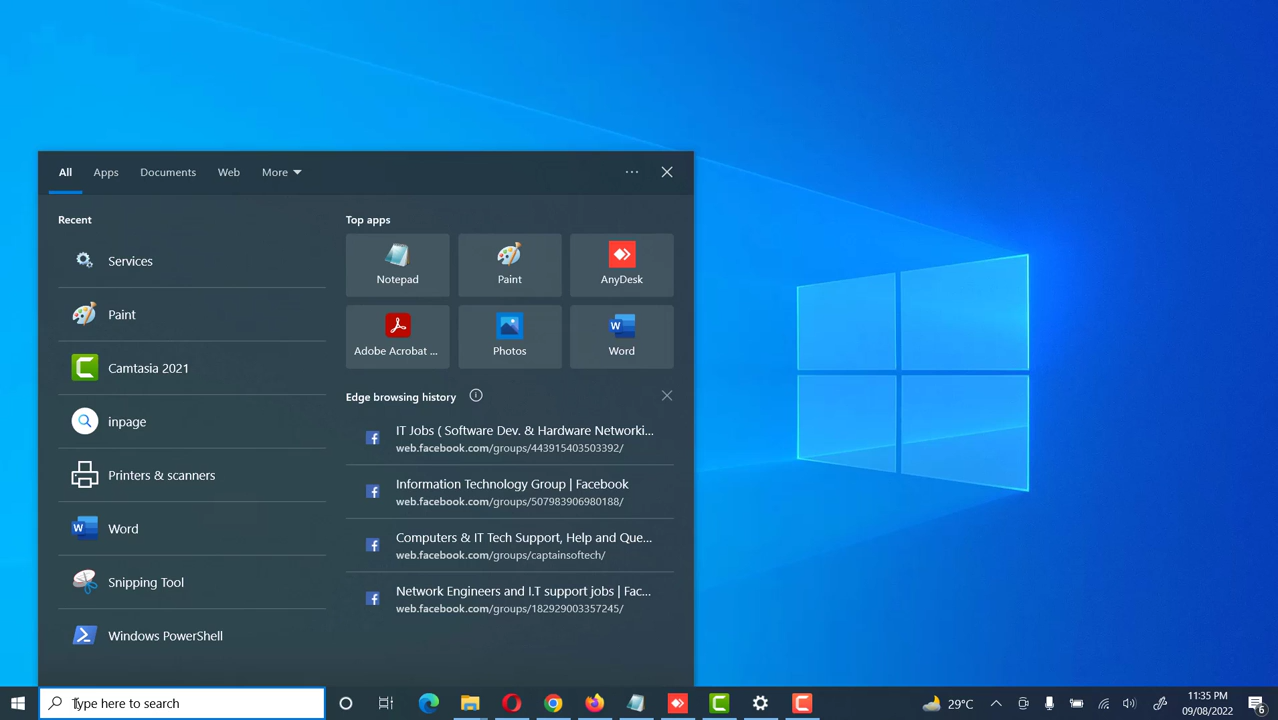 All
Apps
Documents
Web
More
Recent
Services
Paint
Camtasia 2021
inpage
Printers & scanners
Word
Snipping Tool
Windows PowerShell
Top apps
Notepad
Paint
AnyDesk
Adobe Acrobat ...
Photos
Word
Edge browsing history
IT Jobs ( Software Dev. & Hardware Networki...
web.facebook.com/groups/443915403503392/
Information Technology Group | Facebook
web.facebook.com/groups/507983906980188/
Computers & IT Tech Support, Help and Que...
web.facebook.com/groups/captainsoftech/
Network Engineers and I.T support jobs | Fac...
web.facebook.com/groups/182929003357245/
Type here to search
29°C
11:35 PM
09/08/2022
6